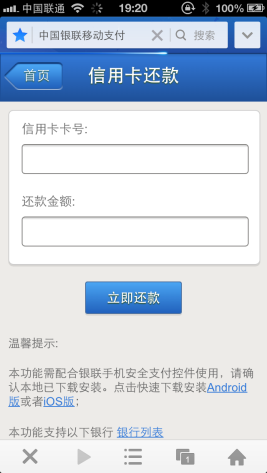 中国联通 19:20 100%
中国银联移动支付 搜索
首页 信用卡还款
信用卡卡号:
还款金额:
立即还款
温馨提示:
本功能需配合银联手机安全支付控件使用，请确
认本地已下载安装。点击快速下载安装Android
版或者iOS版；
本功能支持以下银行 银行列表
1